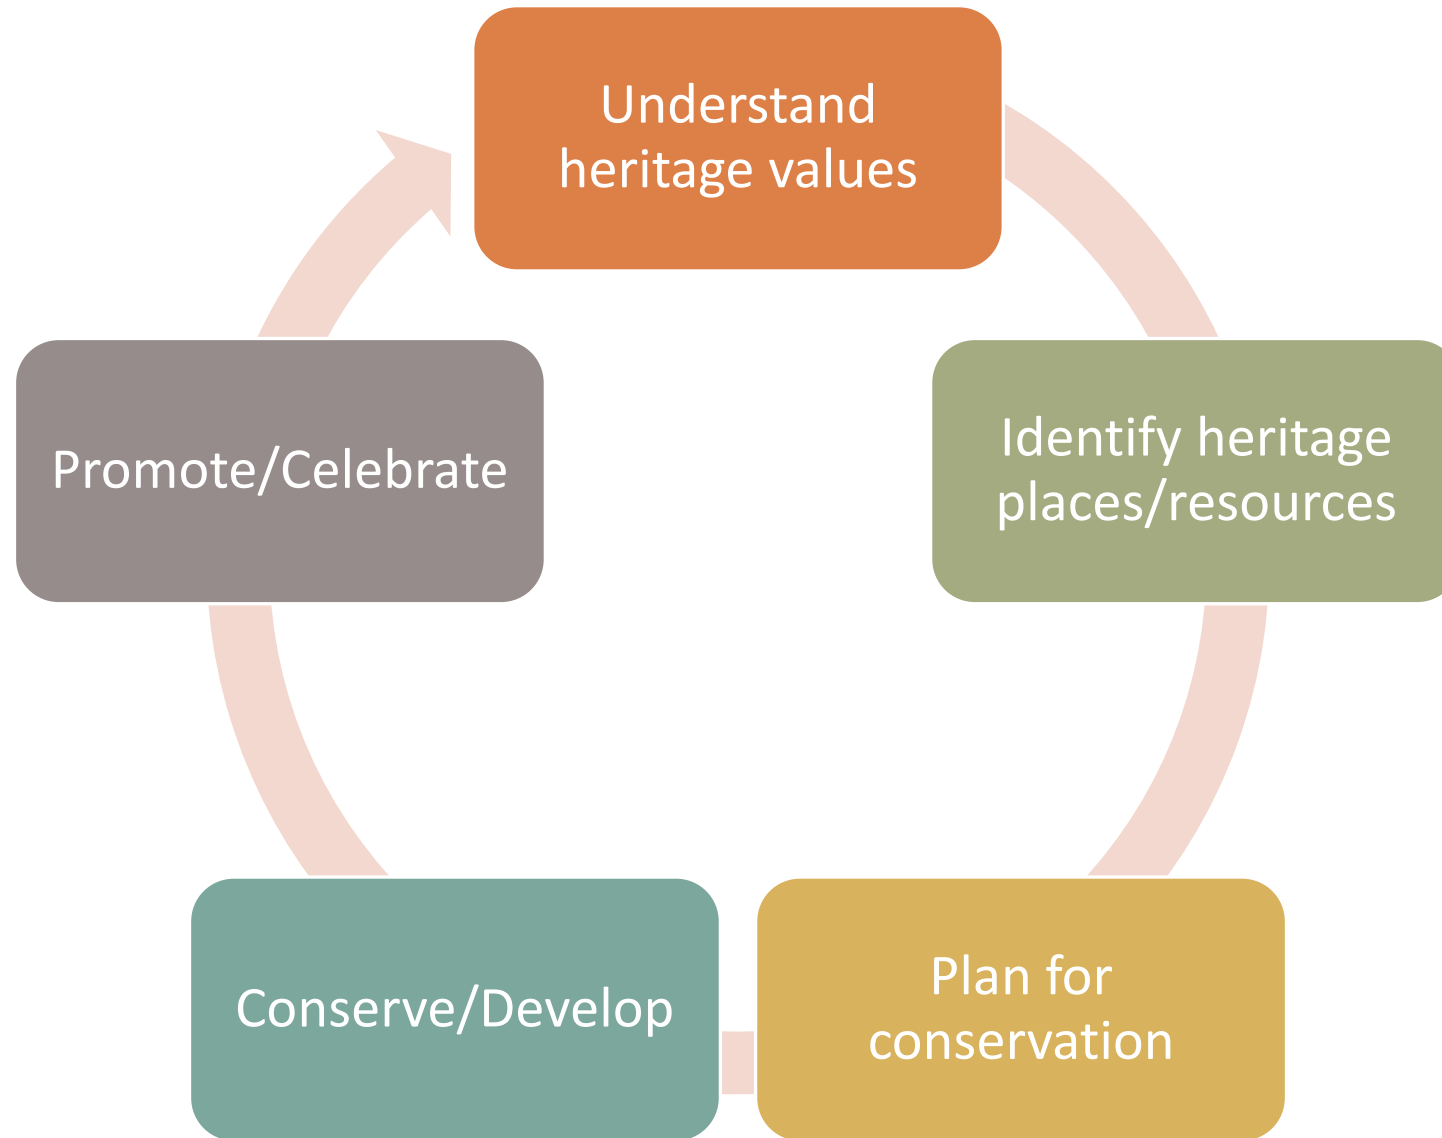 Understand
heritage values
Identify heritage
places/resources
Plan for
conservation
Conserve/Develop
Promote/Celebrate